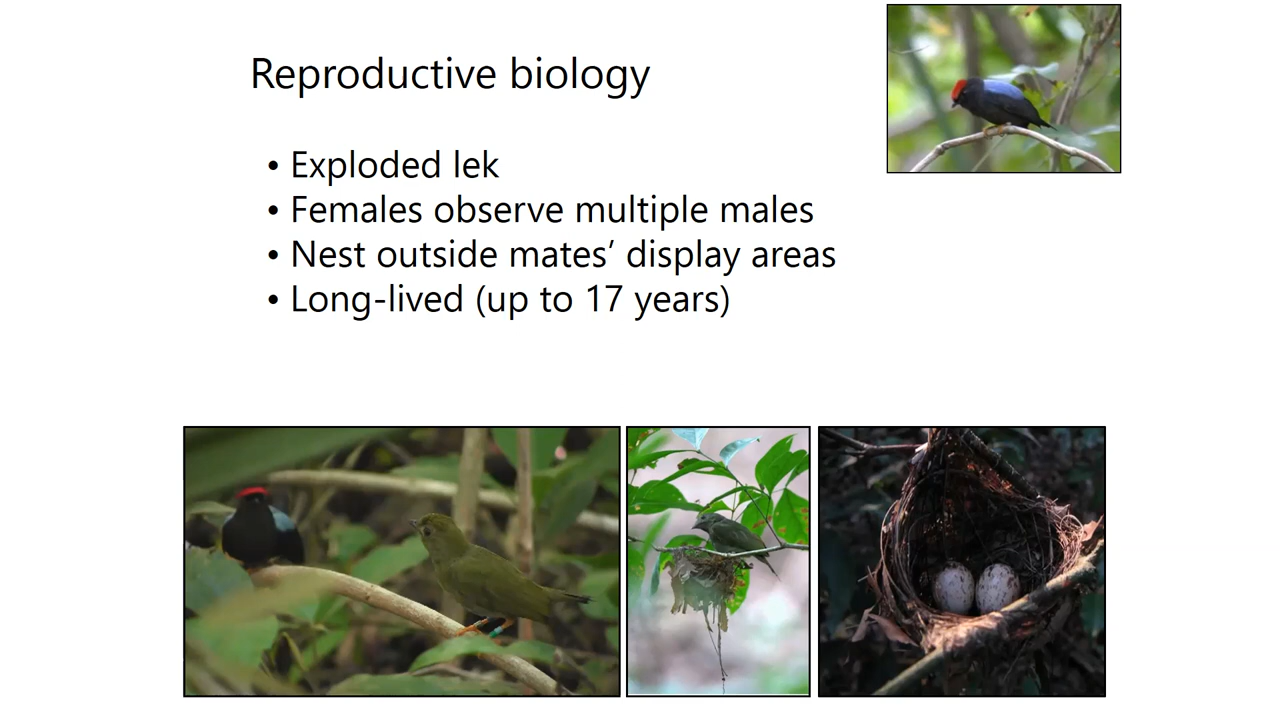 Reproductive biology
• Exploded lek
• Females observe multiple males
• Nest outside mates’ display areas
• Long-lived (up to 17 years)